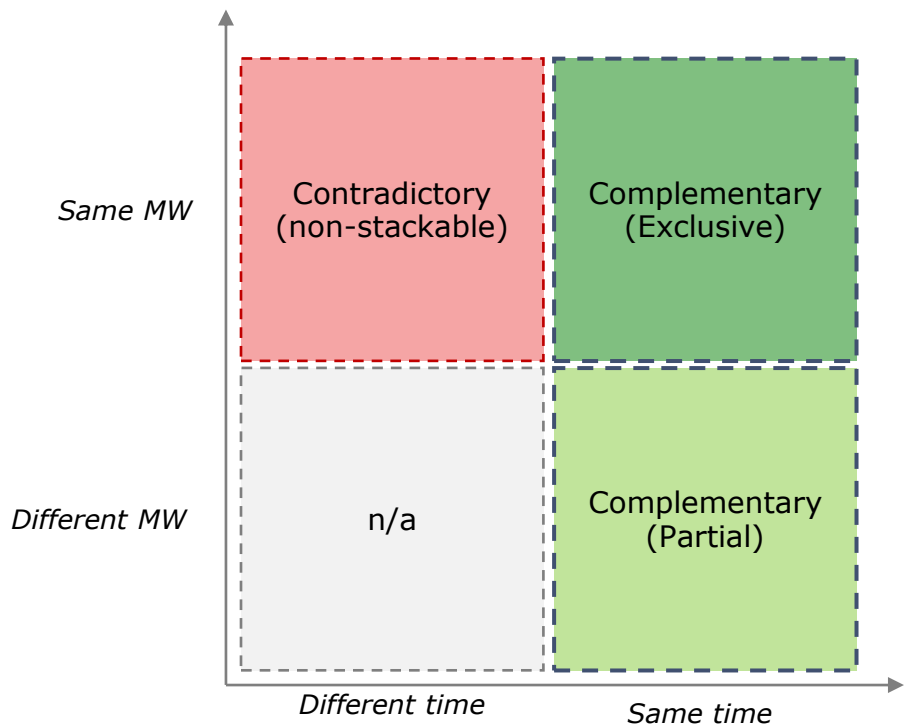 Same MW
Contradictory
(non-stackable)
Complementary
(Exclusive)
Different MW
n/a
Complementary
(Partial)
Different time
Same time